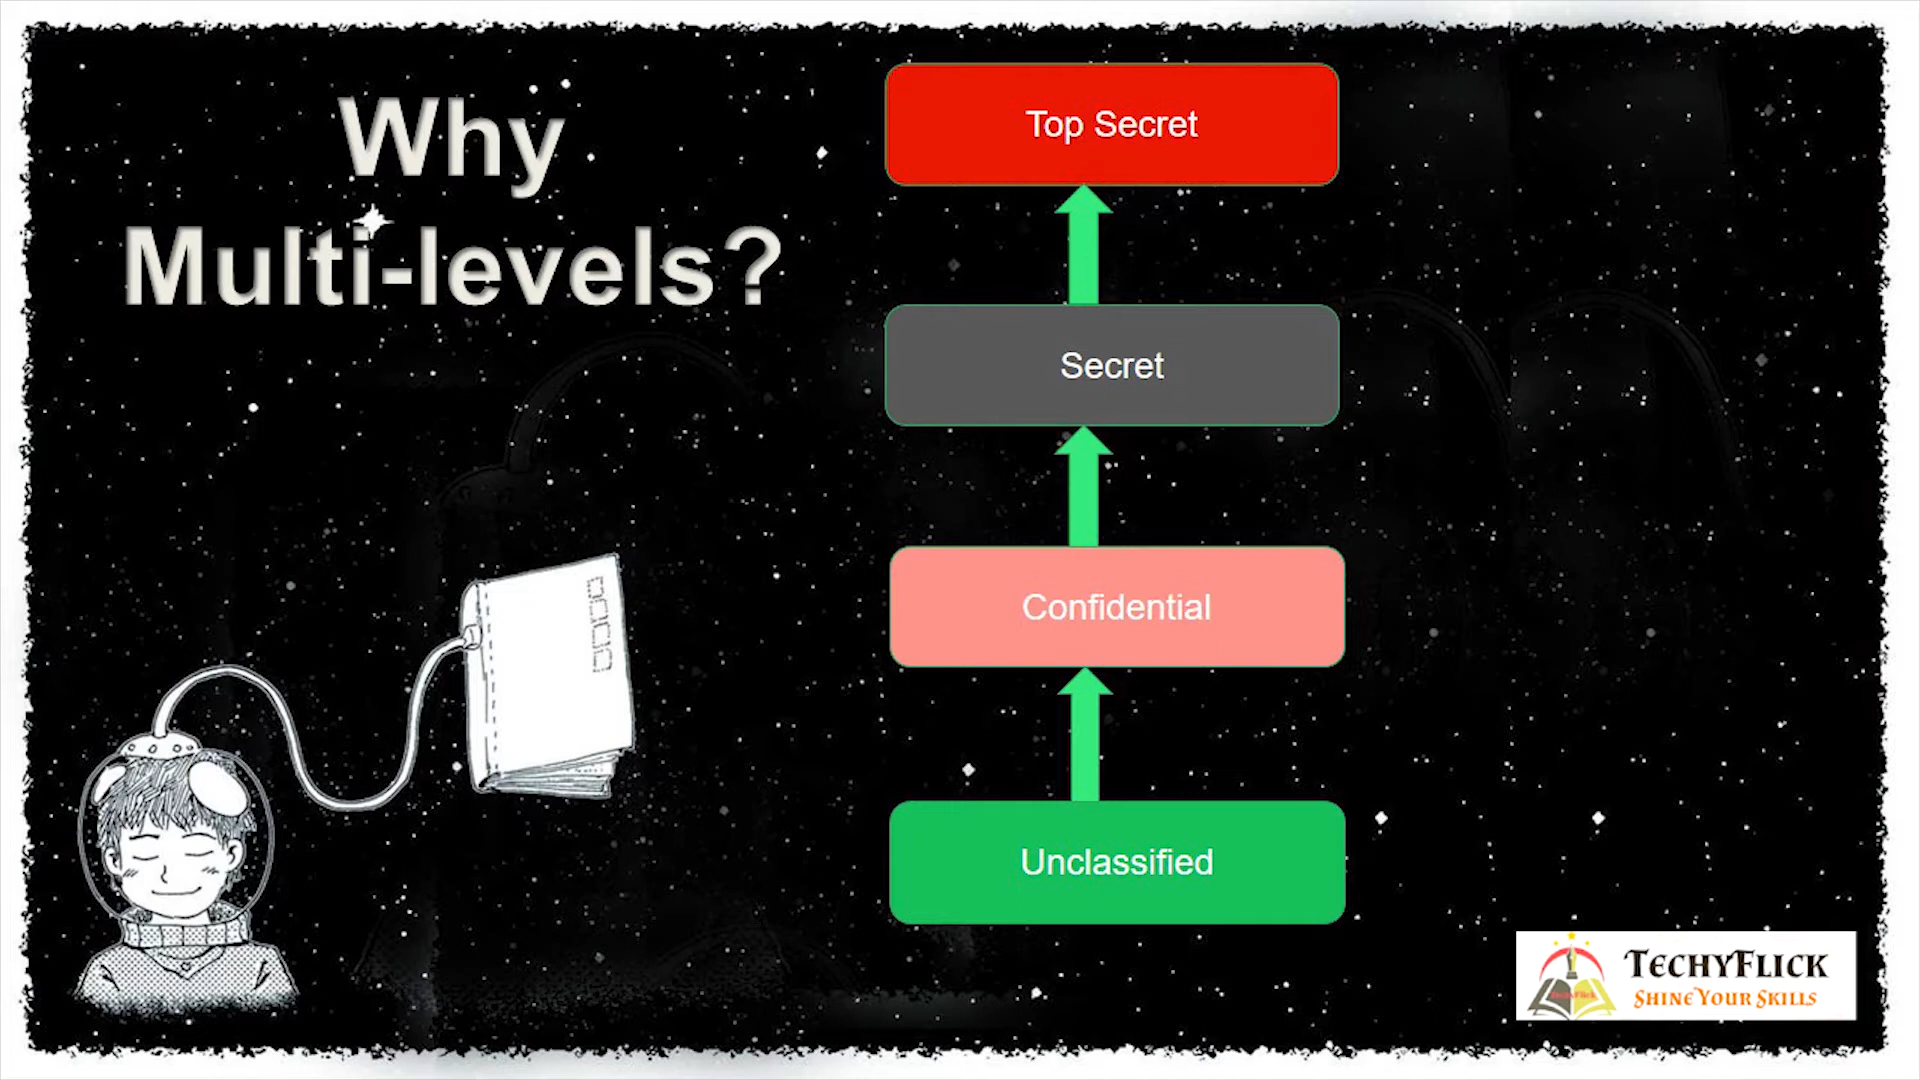 Why
Multi-levels?
Top Secret
Secret
Confidential
Unclassified
TECHYFLICK
SHINE YOUR SKILLS